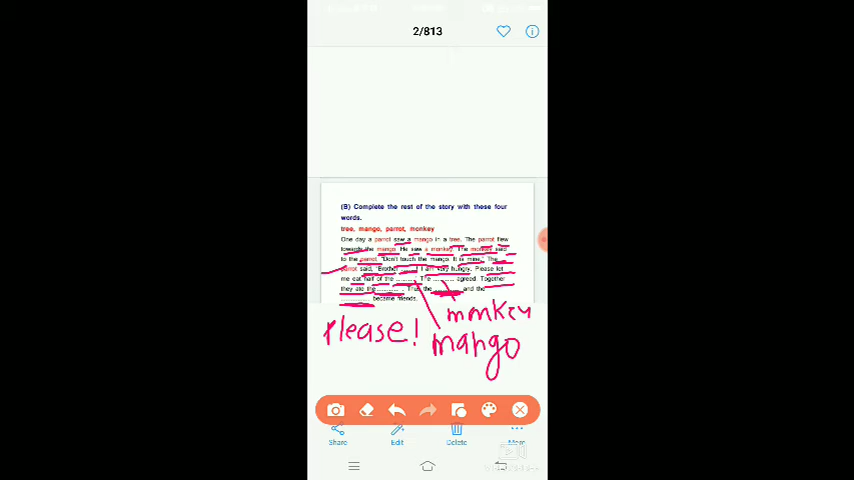 2/813
(B) Complete the rest of the story with these four
words.
tree, mango, parrot, monkey
One day a parrot saw a mango in a tree. The parrot flew
towards the mango. He saw a monkey. The monkey said
to the parrot, "Don't touch the mango. It is mine." The
parrot said, "Brother ........! I am very hungry. Please let
me eat half of the ......... The ......... agreed. Together
they ate the ......... . Thus the ......... and the
......... became friends.
Please!
monkey
mango
Share
Edit
Delete
More